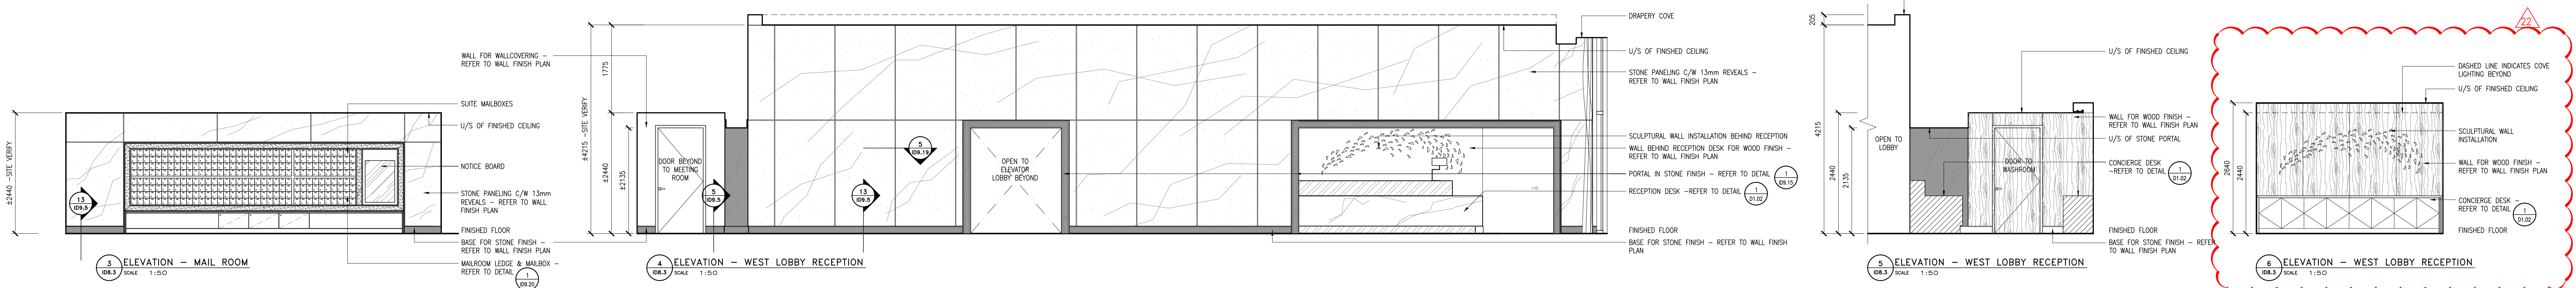 ±2440 -SITE VERIFY
13
ID9.5
SUITE MAILBOXES
U/S OF FINISHED CEILING
NOTICE BOARD
STONE PANELING C/W 13mm
REVEALS - REFER TO WALL
FINISH PLAN
FINISHED FLOOR
BASE FOR STONE FINISH -
REFER TO WALL FINISH PLAN
MAILROOM LEDGE & MAILBOX -
REFER TO DETAIL
1
ID9.20
3
ID8.3
ELEVATION - MAIL ROOM
SCALE 1:50
WALL FOR WALLCOVERING -
REFER TO WALL FINISH PLAN
±4215 -SITE VERIFY
1775
±2440
±2135
DOOR BEYOND
TO MEETING
ROOM
5
ID9.5
13
ID9.5
5
ID9.19
OPEN TO
ELEVATOR
LOBBY BEYOND
DRAPERY COVE
U/S OF FINISHED CEILING
STONE PANELING C/W 13mm REVEALS -
REFER TO WALL FINISH PLAN
SCULPTURAL WALL INSTALLATION BEHIND RECEPTION
WALL BEHIND RECEPTION DESK FOR WOOD FINISH -
REFER TO WALL FINISH PLAN
PORTAL IN STONE FINISH - REFER TO DETAIL
1
ID9.15
RECEPTION DESK -REFER TO DETAIL
1
D1.02
FINISHED FLOOR
BASE FOR STONE FINISH - REFER TO WALL FINISH
PLAN
4
ID8.3
ELEVATION - WEST LOBBY RECEPTION
SCALE 1:50
205
4215
2440
2135
OPEN TO
LOBBY
DOOR TO
WASHROOM
U/S OF FINISHED CEILING
WALL FOR WOOD FINISH -
REFER TO WALL FINISH PLAN
U/S OF STONE PORTAL
CONCIERGE DESK
-REFER TO DETAIL
1
D1.02
FINISHED FLOOR
BASE FOR STONE FINISH - REFER
TO WALL FINISH PLAN
5
ID8.3
ELEVATION - WEST LOBBY RECEPTION
SCALE 1:50
22
2640
2440
DASHED LINE INDICATES COVE
LIGHTING BEYOND
U/S OF FINISHED CEILING
SCULPTURAL WALL
INSTALLATION
WALL FOR WOOD FINISH -
REFER TO WALL FINISH PLAN
CONCIERGE DESK -
REFER TO DETAIL
1
D1.02
FINISHED FLOOR
6
ID8.3
ELEVATION - WEST LOBBY RECEPTION
SCALE 1:50